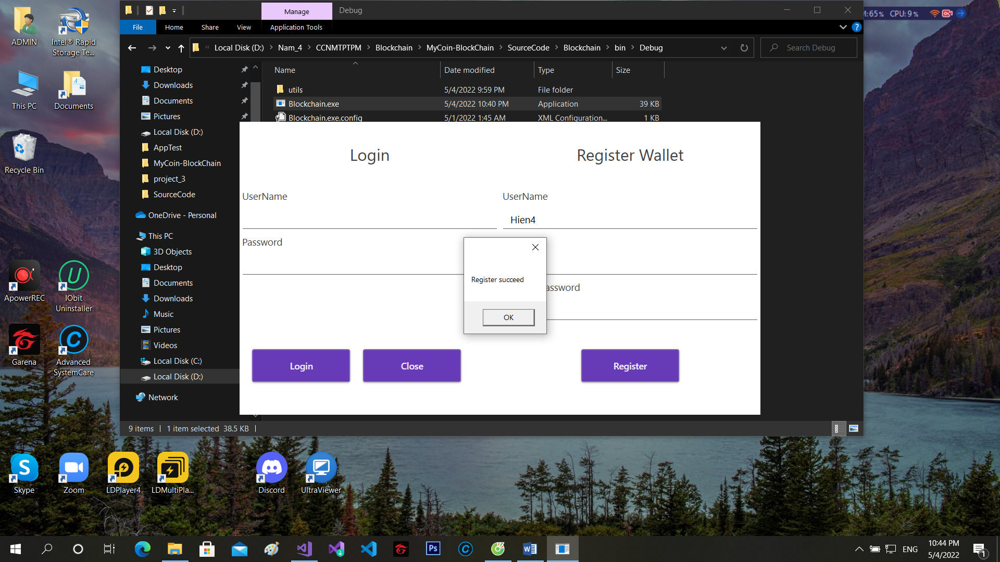 Manage
Debug
M:65% CPU:9%
File
Home
Share
View
Application Tools
« Local Disk (D:) > Nam_4 > CCNMTPTPM > Blockchain > MyCoin-BlockChain > SourceCode > Blockchain > bin > Debug
Search Debug
Name
Date modified
Type
Size
utils 5/4/2022 9:59 PM File folder
Blockchain.exe 5/4/2022 10:40 PM Application 39 KB
Blockchain.exe.config 5/1/2022 1:45 AM XML Configuration... 1 KB
Desktop
Downloads
Documents
Pictures
Local Disk (D:)
AppTest
MyCoin-BlockChain
project_3
SourceCode
OneDrive - Personal
This PC
3D Objects
Desktop
Documents
Downloads
Music
Pictures
Videos
Local Disk (C:)
Local Disk (D:)
Network
9 items
1 item selected 38.5 KB
Login
UserName
Password
Login
Close
Register Wallet
UserName
Hien4
assword
Register
Register succeed
OK
ADMIN
Intel® Rapid
Storage Te...
This PC
Documents
Recycle Bin
ApowerREC
IObit
Uninstaller
Garena
Advanced
SystemCare
Skype
Zoom
LDPlayer4
LDMultiPla...
Discord
UltraViewer
Ps
ENG
10:44 PM
5/4/2022
1